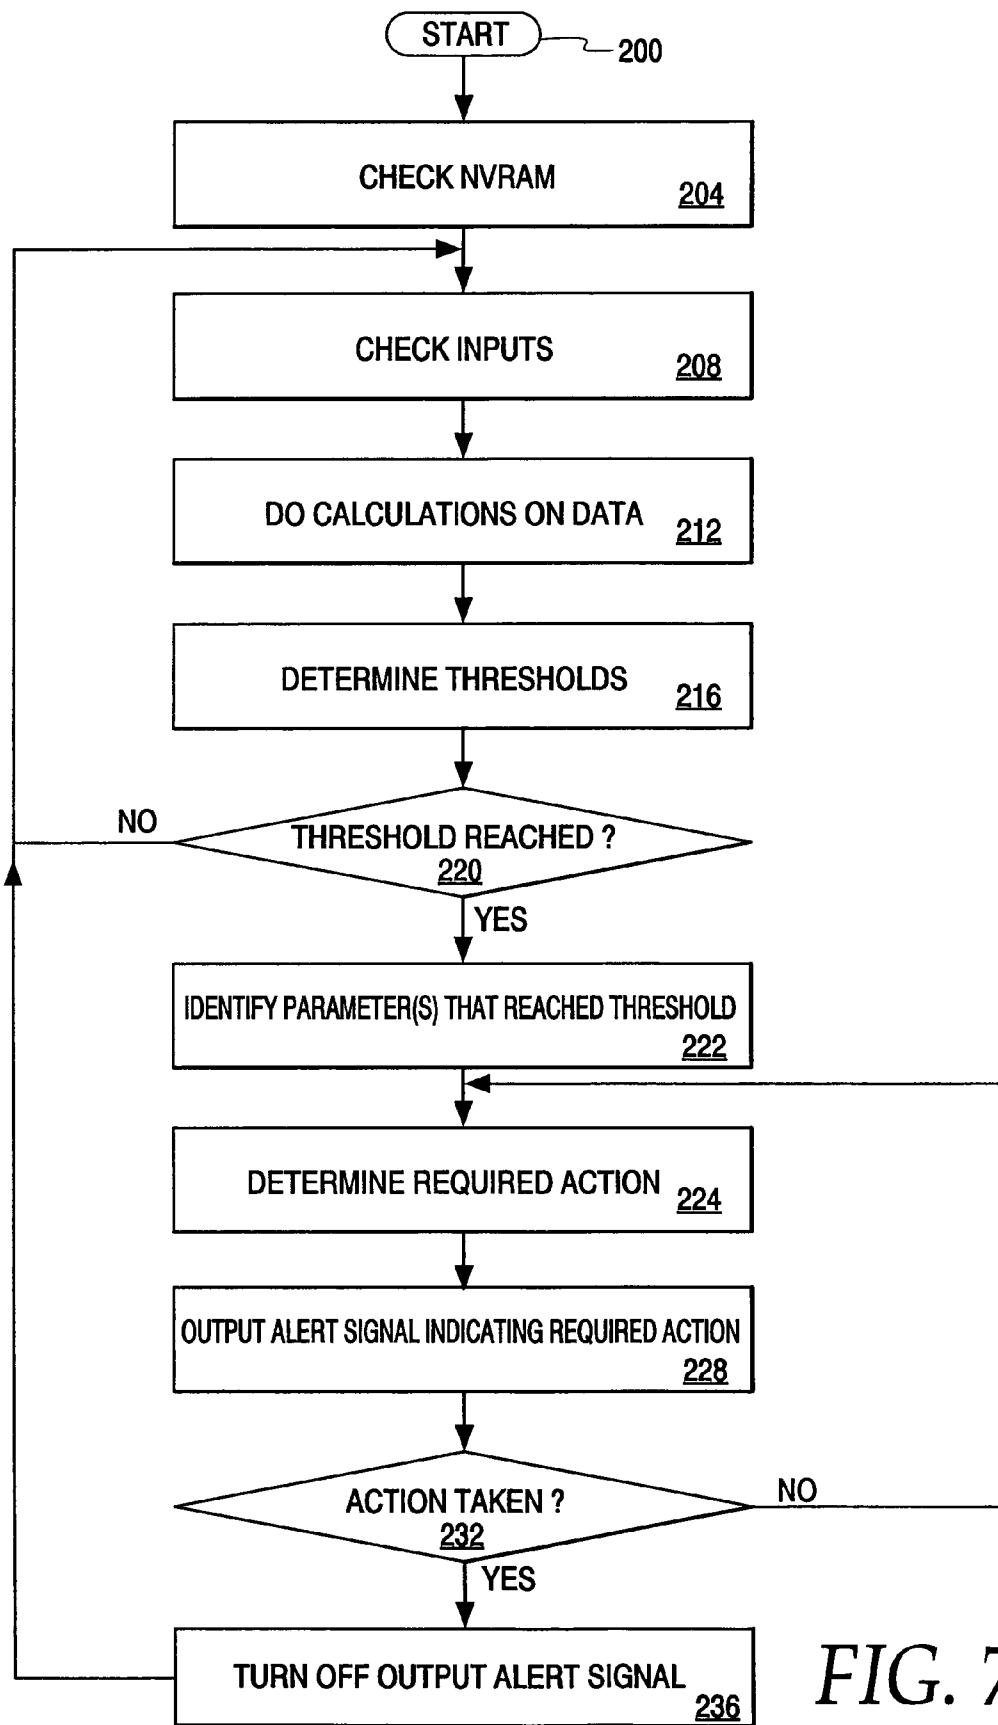 START
200
CHECK NVRAM
204
CHECK INPUTS
208
DO CALCULATIONS ON DATA
212
DETERMINE THRESHOLDS
216
NO
THRESHOLD REACHED ?
220
YES
IDENTIFY PARAMETER(S) THAT REACHED THRESHOLD
222
DETERMINE REQUIRED ACTION
224
OUTPUT ALERT SIGNAL INDICATING REQUIRED ACTION
228
ACTION TAKEN ?
232
NO
YES
TURN OFF OUTPUT ALERT SIGNAL
236
FIG. 7